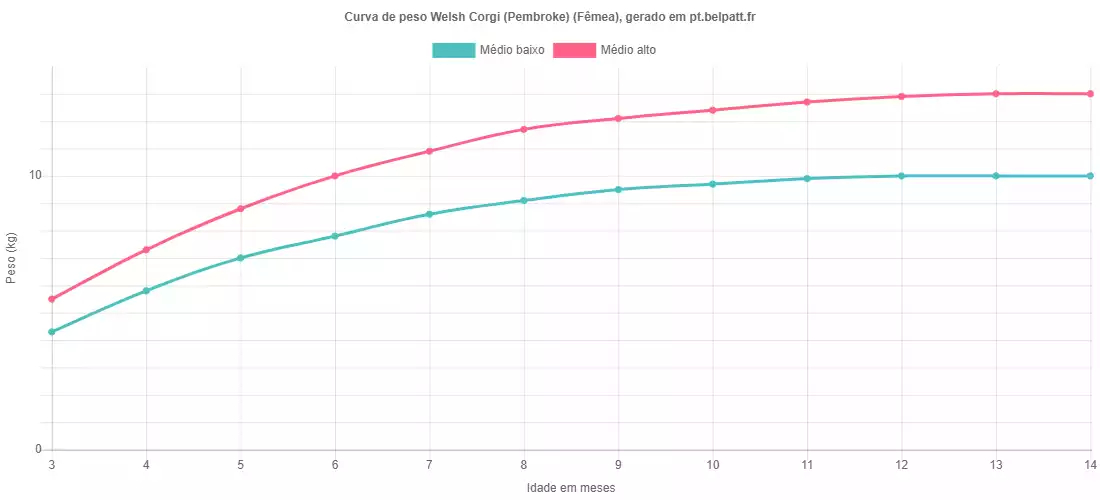 Curva de peso Welsh Corgi (Pembroke) (Fêmea), gerado em pt.belpatt.fr
Médio baixo
Médio alto
10
Peso (kg)
0
3 4 5 6 7 8 9 10 11 12 13 14
Idade em meses